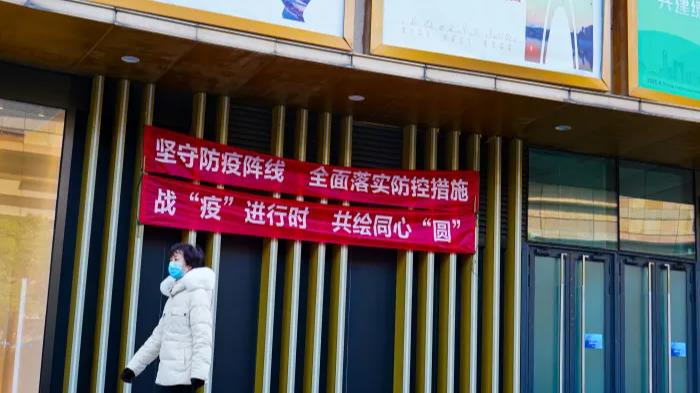 坚守防疫阵线 全面落实防控措施
战“疫”进行时 共绘同心“圆”